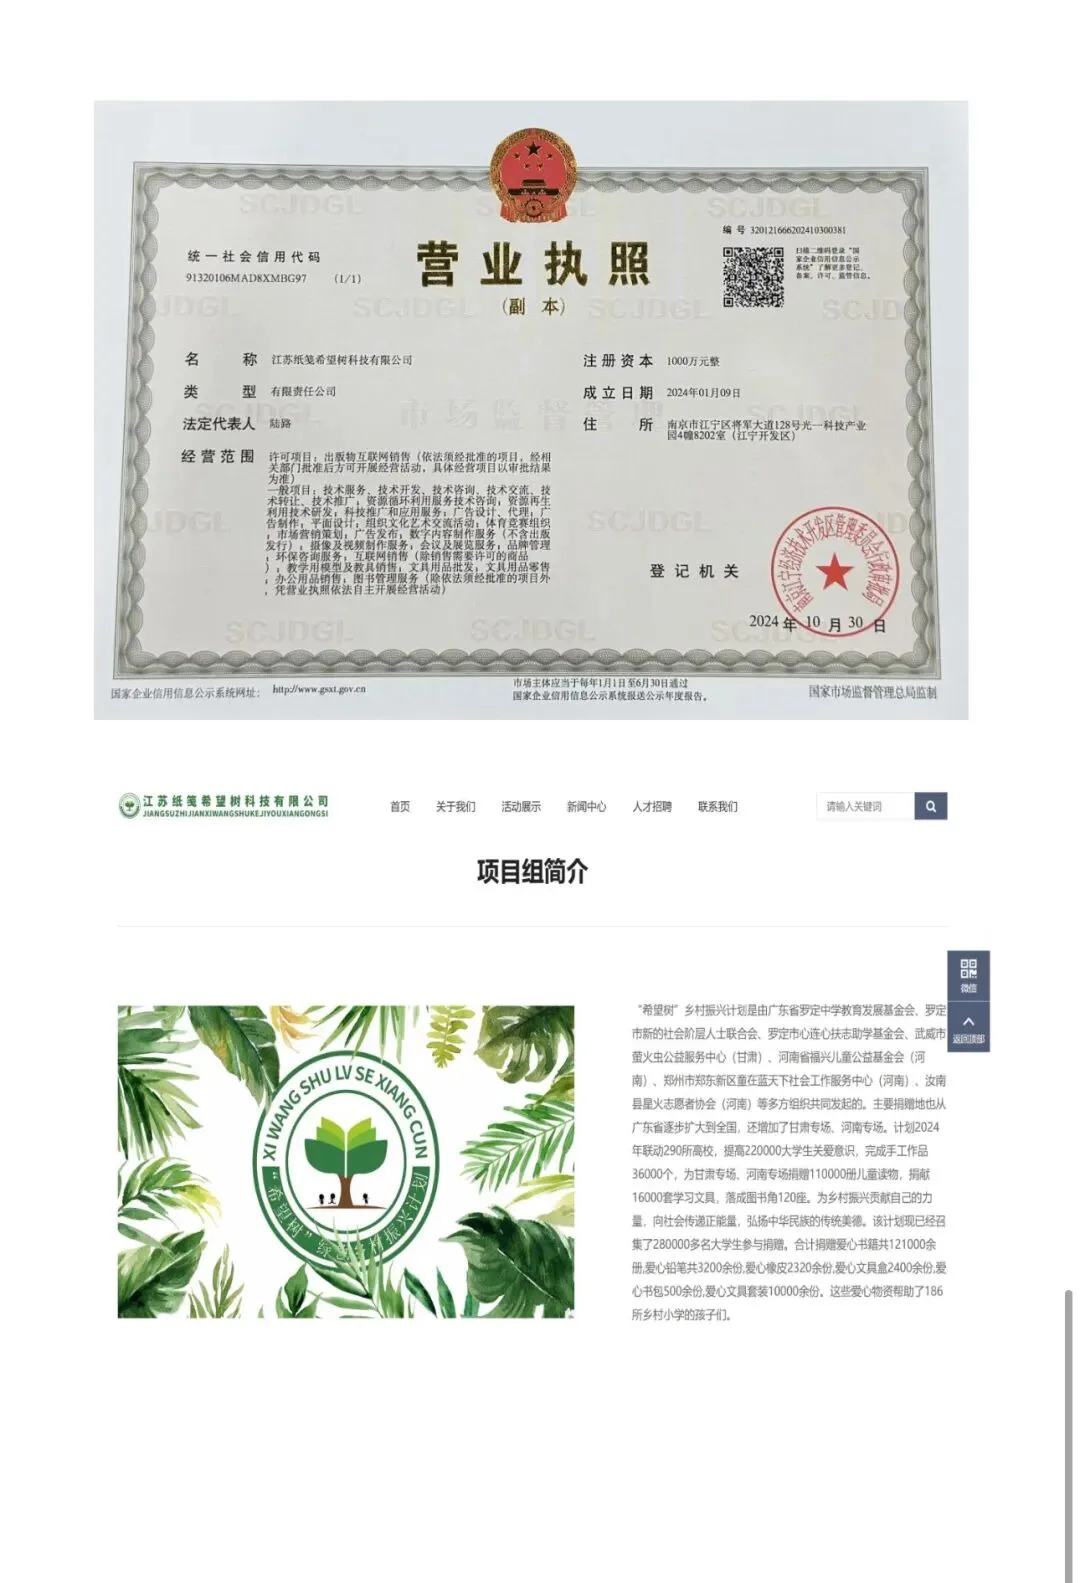 编 号 320121666202410300381
统一社会信用代码
91320106MAD8XMBG97 (1/1)
营业执照
(副 本)
扫描二维码登录“国
家企业信用信息公示
系统”了解更多登记、
备案、许可、监管信息。
名 称 江苏纸笺希望树科技有限公司
类 型 有限责任公司
法定代表人 陆路
经营范围 许可项目：出版物互联网销售（依法须经批准的项目，经相
关部门批准后方可开展经营活动，具体经营项目以审批结果
为准）
一般项目：技术服务、技术开发、技术咨询、技术交流、技
术转让、技术推广；资源循环利用服务技术咨询；资源再生
利用技术研发；科技推广和应用服务；广告设计、代理；广
告制作；平面设计；组织文化艺术交流活动；体育竞赛组织
；市场营销策划；广告发布；数字内容制作服务（不含出版
发行）；摄像及视频制作服务；会议及展览服务；品牌管理
；环保咨询服务；互联网销售（除销售需要许可的商品
）；教学用模型及教具销售；文具用品批发；文具用品零售
；办公用品销售；图书管理服务（除依法须经批准的项目外
，凭营业执照依法自主开展经营活动）
注册资本 1000万元整
成立日期 2024年01月09日
住 所 南京市江宁区将军大道128号光一科技产业
园4幢8202室（江宁开发区）
登记机关
2024 年 10 月 30 日
国家企业信用信息公示系统网址：
http://www.gsxt.gov.cn
市场主体应当于每年1月1日至6月30日通过
国家企业信用信息公示系统报送公示年度报告。
国家市场监督管理总局监制
江苏纸笺希望树科技有限公司
JIANGSUZHIJIANXIWANGSHUKEJIYOUXIANGONGSI
首页 关于我们 活动展示 新闻中心 人才招聘 联系我们
请输入关键词
项目组简介
微信
返回顶部
XI WANG SHU LV SE XIANG CUN
“希望树”绿色乡村振兴计划
“希望树”乡村振兴计划是由广东省罗定中学教育发展基金会、罗定
市新的社会阶层人士联合会、罗定市心连心扶志助学基金会、武威市
萤火虫公益服务中心（甘肃）、河南省福兴儿童公益基金会（河
南）、郑州市郑东新区童在蓝天下社会工作服务中心（河南）、汝南
县星火志愿者协会（河南）等多方组织共同发起的。主要捐赠地也从
广东省逐步扩大到全国，还增加了甘肃专场、河南专场。计划2024
年联动290所高校，提高220000大学生关爱意识，完成手工作品
36000个，为甘肃专场、河南专场捐赠110000册儿童读物，捐献
16000套学习文具，落成图书角120座。为乡村振兴贡献自己的力
量，向社会传递正能量，弘扬中华民族的传统美德。该计划现已经召
集了280000多名大学生参与捐赠。合计捐赠爱心书籍共121000余
册,爱心铅笔共3200余份,爱心橡皮2320余份,爱心文具盒2400余份,爱
心书包500余份,爱心文具套装10000余份。这些爱心物资帮助了186
所乡村小学的孩子们。